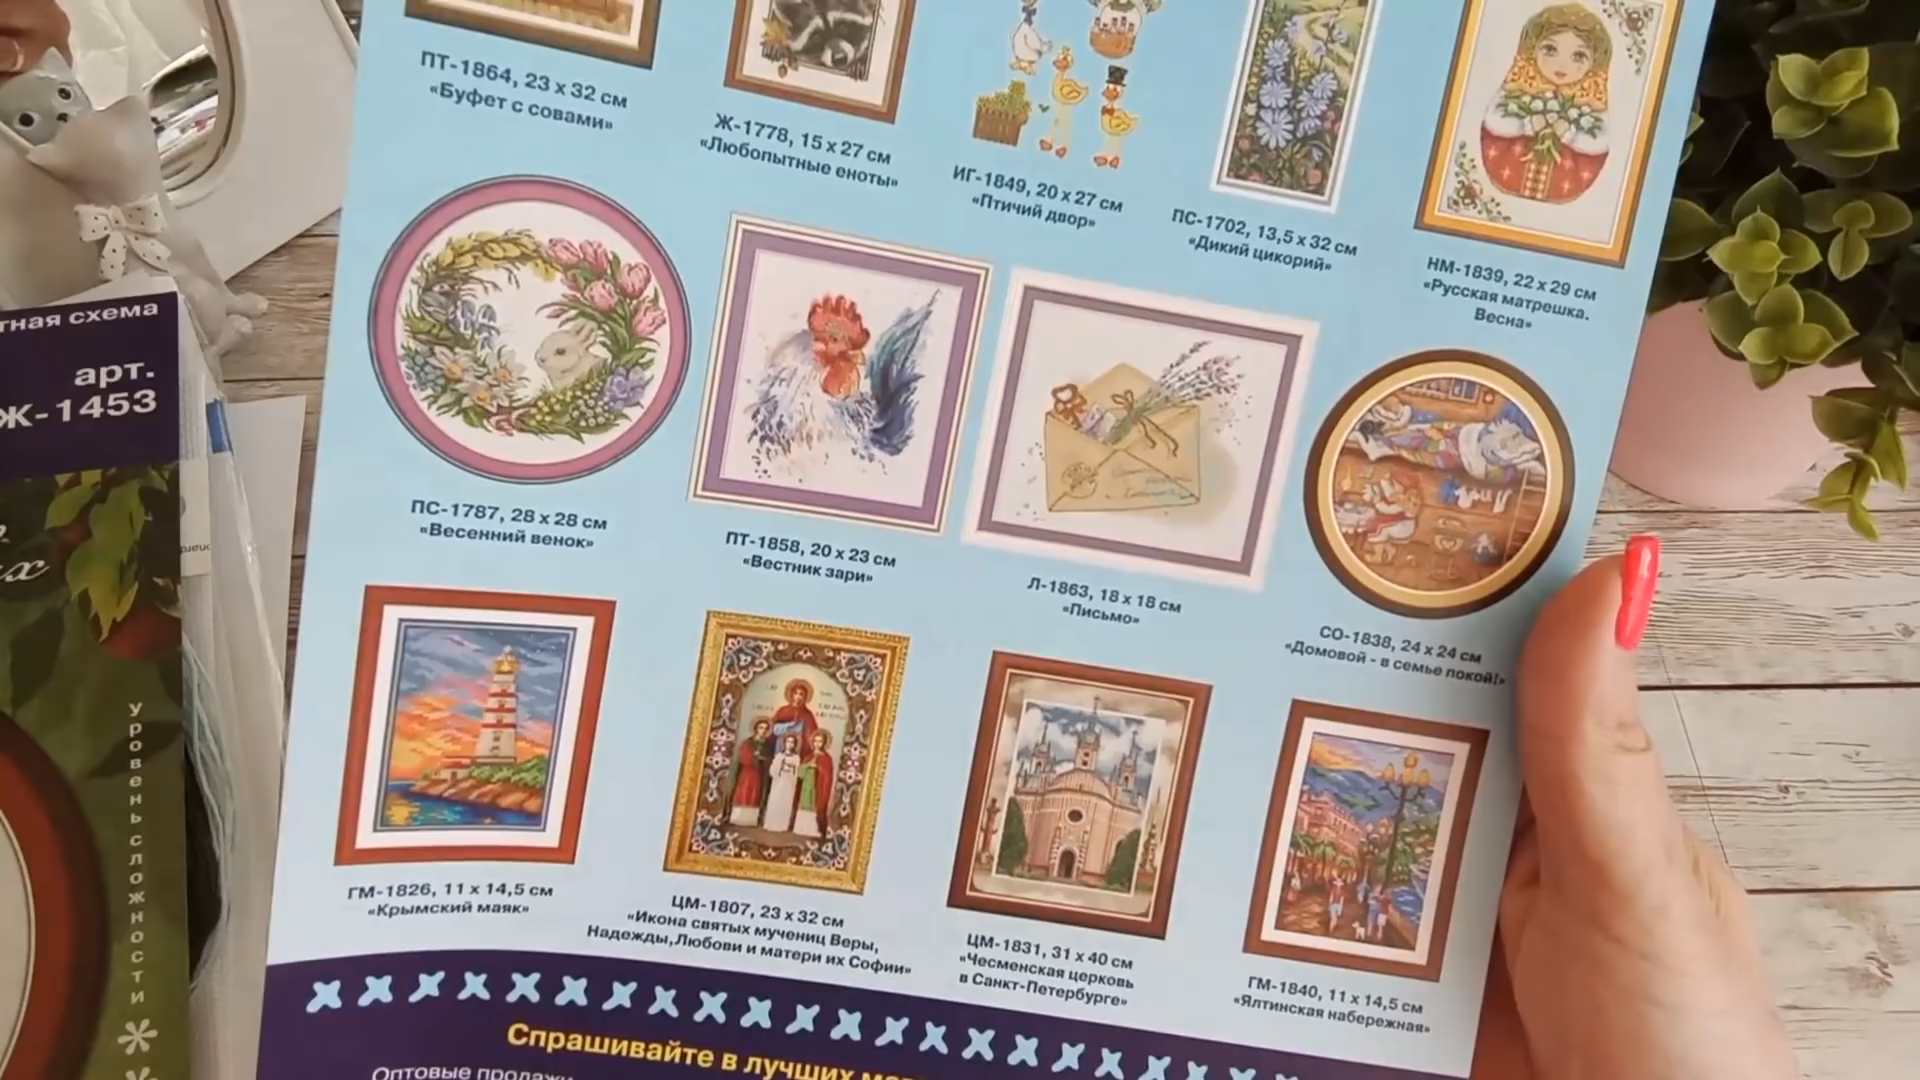 ПТ-1864, 23 x 32 см
«Буфет с совами»
Ж-1778, 15 x 27 см
«Любопытные еноты»
ИГ-1849, 20 x 27 см
«Птичий двор»
ПС-1702, 13,5 x 32 см
«Дикий цикорий»
НМ-1839, 22 x 29 см
«Русская матрешка.
Весна»
ПС-1787, 28 x 28 см
«Весенний венок»
ПТ-1858, 20 x 23 см
«Вестник зари»
Л-1863, 18 x 18 см
«Письмо»
СО-1838, 24 x 24 см
«Домовой - в семье покой!»
ГМ-1826, 11 x 14,5 см
«Крымский маяк»
ЦМ-1807, 23 x 32 см
«Икона святых мучениц Веры,
Надежды, Любови и матери их Софии»
ЦМ-1831, 31 x 40 см
«Чесменская церковь
в Санкт-Петербурге»
ГМ-1840, 11 x 14,5 см
«Ялтинская набережная»
Спрашивайте в лучших
Оптовые продажи
тная схема
арт.
Ж-1453
Уровень сложности